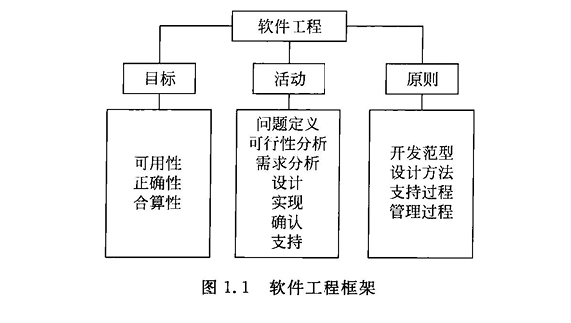 软件工程
目标
活动
原则
可用性
正确性
合算性
问题定义
可行性分析
需求分析
设计
实现
确认
支持
开发范型
设计方法
支持过程
管理过程
图 1.1 软件工程框架